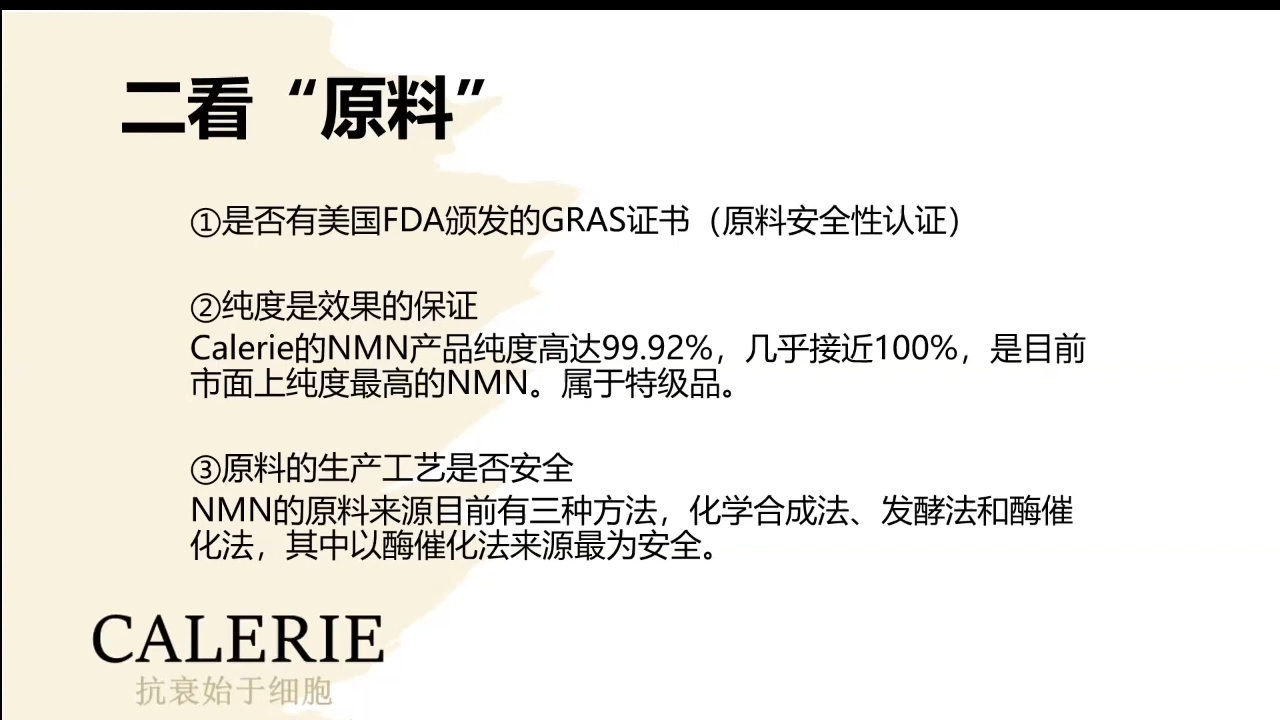 二看“原料”
①是否有美国FDA颁发的GRAS证书（原料安全性认证）
②纯度是效果的保证
Calerie的NMN产品纯度高达99.92%，几乎接近100%，是目前
市面上纯度最高的NMN。属于特级品。
③原料的生产工艺是否安全
NMN的原料来源目前有三种方法，化学合成法、发酵法和酶催
化法，其中以酶催化法来源最为安全。
CALERIE
抗衰始于细胞